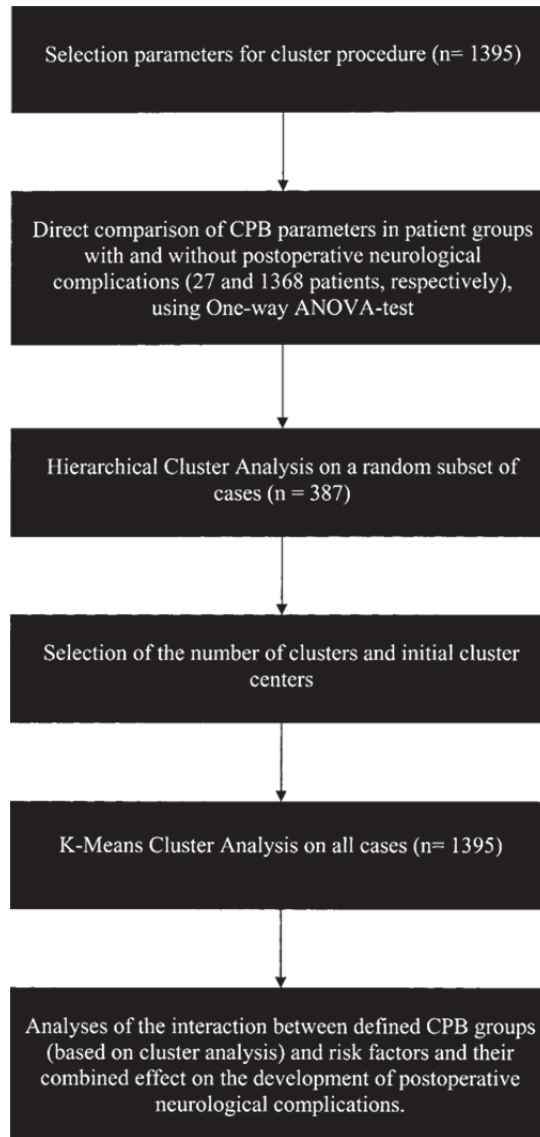 Selection parameters for cluster procedure (n= 1395)
Direct comparison of CPB parameters in patient groups
with and without postoperative neurological
complications (27 and 1368 patients, respectively),
using One-way ANOVA-test
Hierarchical Cluster Analysis on a random subset of
cases (n = 387)
Selection of the number of clusters and initial cluster
centers
K-Means Cluster Analysis on all cases (n= 1395)
Analyses of the interaction between defined CPB groups
(based on cluster analysis) and risk factors and their
combined effect on the development of postoperative
neurological complications.